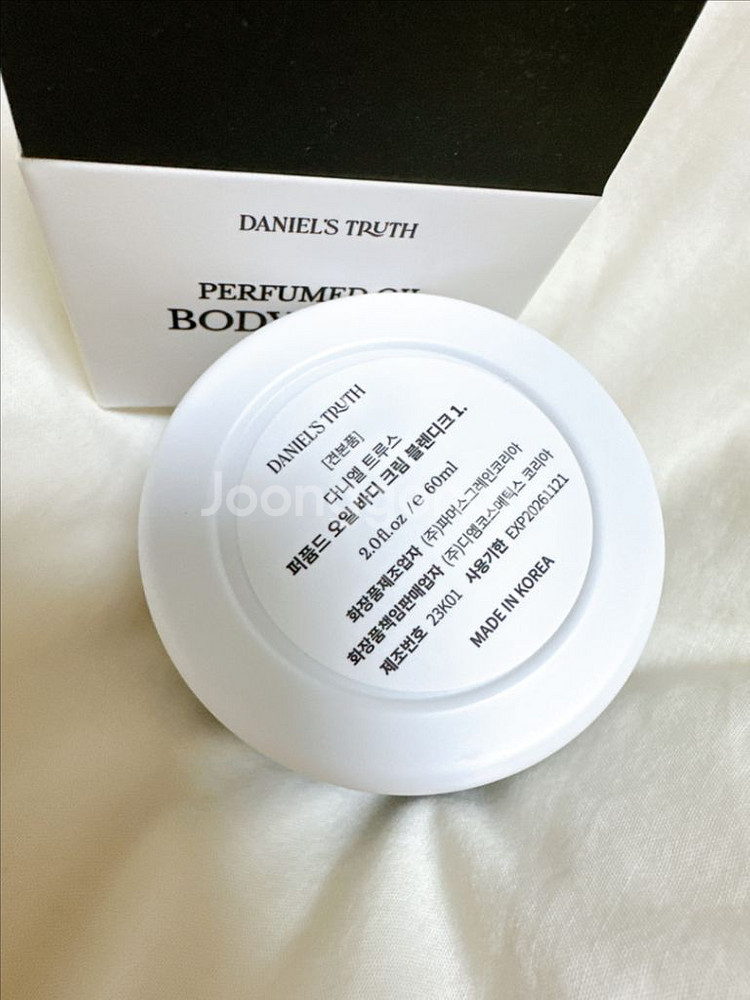 DANIEL'S TRUTH
PERFUMED OIL
BODY
DANIEL'S TRUTH
[견본품]
다니엘 트루스
퍼퓸드 오일 바디 크림 블렌디크 1.
2.0fl.oz /e 60ml
화장품제조업자 (주)파머스그레인코리아
화장품책임판매업자 (주)디엠코스메틱스 코리아
제조번호 23K01 사용기한 EXP20261121
MADE IN KOREA